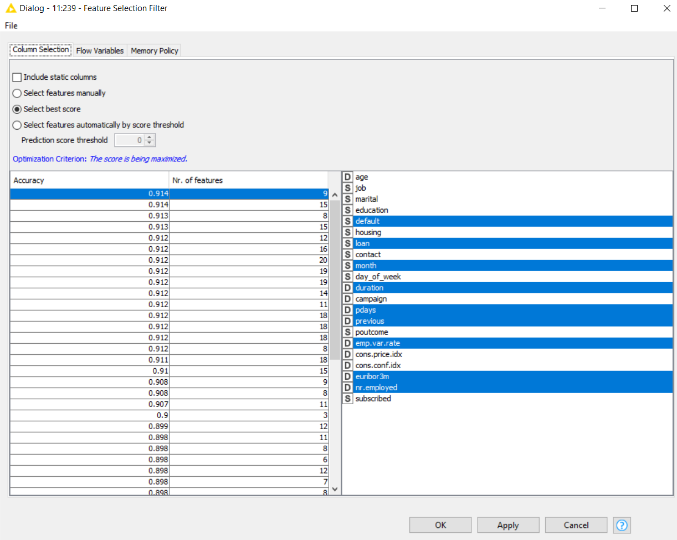 Dialog - 11:239 - Feature Selection Filter
File
Column Selection Flow Variables Memory Policy
Include static columns
Select features manually
Select best score
Select features automatically by score threshold
Prediction score threshold 0
Optimization Criterion: The score is being maximized.
Accuracy Nr. of features
0.914 9
0.914 15
0.913 8
0.913 15
0.912 12
0.912 16
0.912 20
0.912 19
0.912 19
0.912 14
0.912 11
0.912 18
0.912 18
0.912 18
0.912 8
0.911 18
0.91 15
0.908 9
0.908 8
0.907 11
0.9 3
0.899 12
0.898 11
0.898 8
0.898 6
0.898 12
0.898 7
0.898 8
D age
S job
S marital
S education
S default
S housing
S loan
S contact
S month
S day_of_week
D duration
D campaign
D pdays
D previous
S poutcome
D emp.var.rate
D cons.price.idx
D cons.conf.idx
D euribor3m
D nr.employed
S subscribed
OK Apply Cancel ?